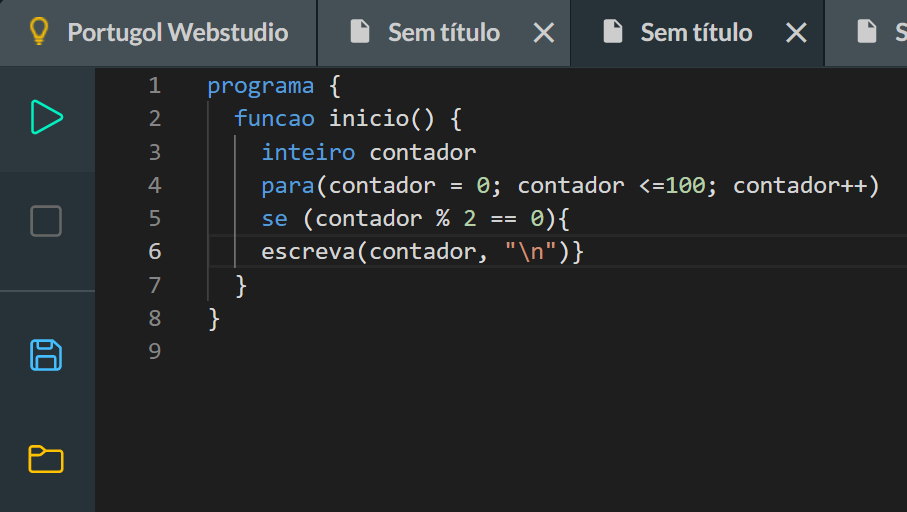 Portugol Webstudio Sem título Sem título S
1 programa {
2 funcao inicio() {
3 inteiro contador
4 para(contador = 0; contador <=100; contador++)
5 se (contador % 2 == 0){
6 escreva(contador, "\n")}
7 }
8 }
9